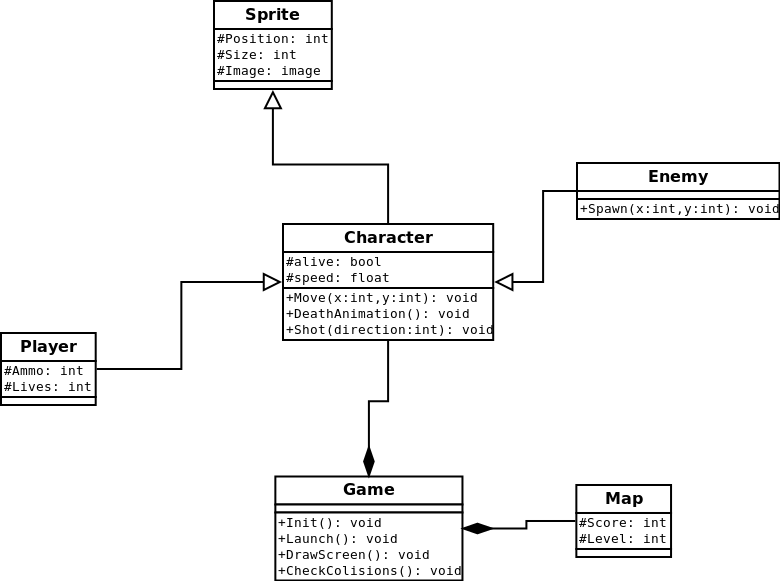 Sprite
#Position: int
#Size: int
#Image: image
Enemy
+Spawn(x:int,y:int): void
Character
#alive: bool
#speed: float
+Move(x:int,y:int): void
+DeathAnimation(): void
+Shot(direction:int): void
Player
#Ammo: int
#Lives: int
Game
+Init(): void
+Launch(): void
+DrawScreen(): void
+CheckColisions(): void
Map
#Score: int
#Level: int